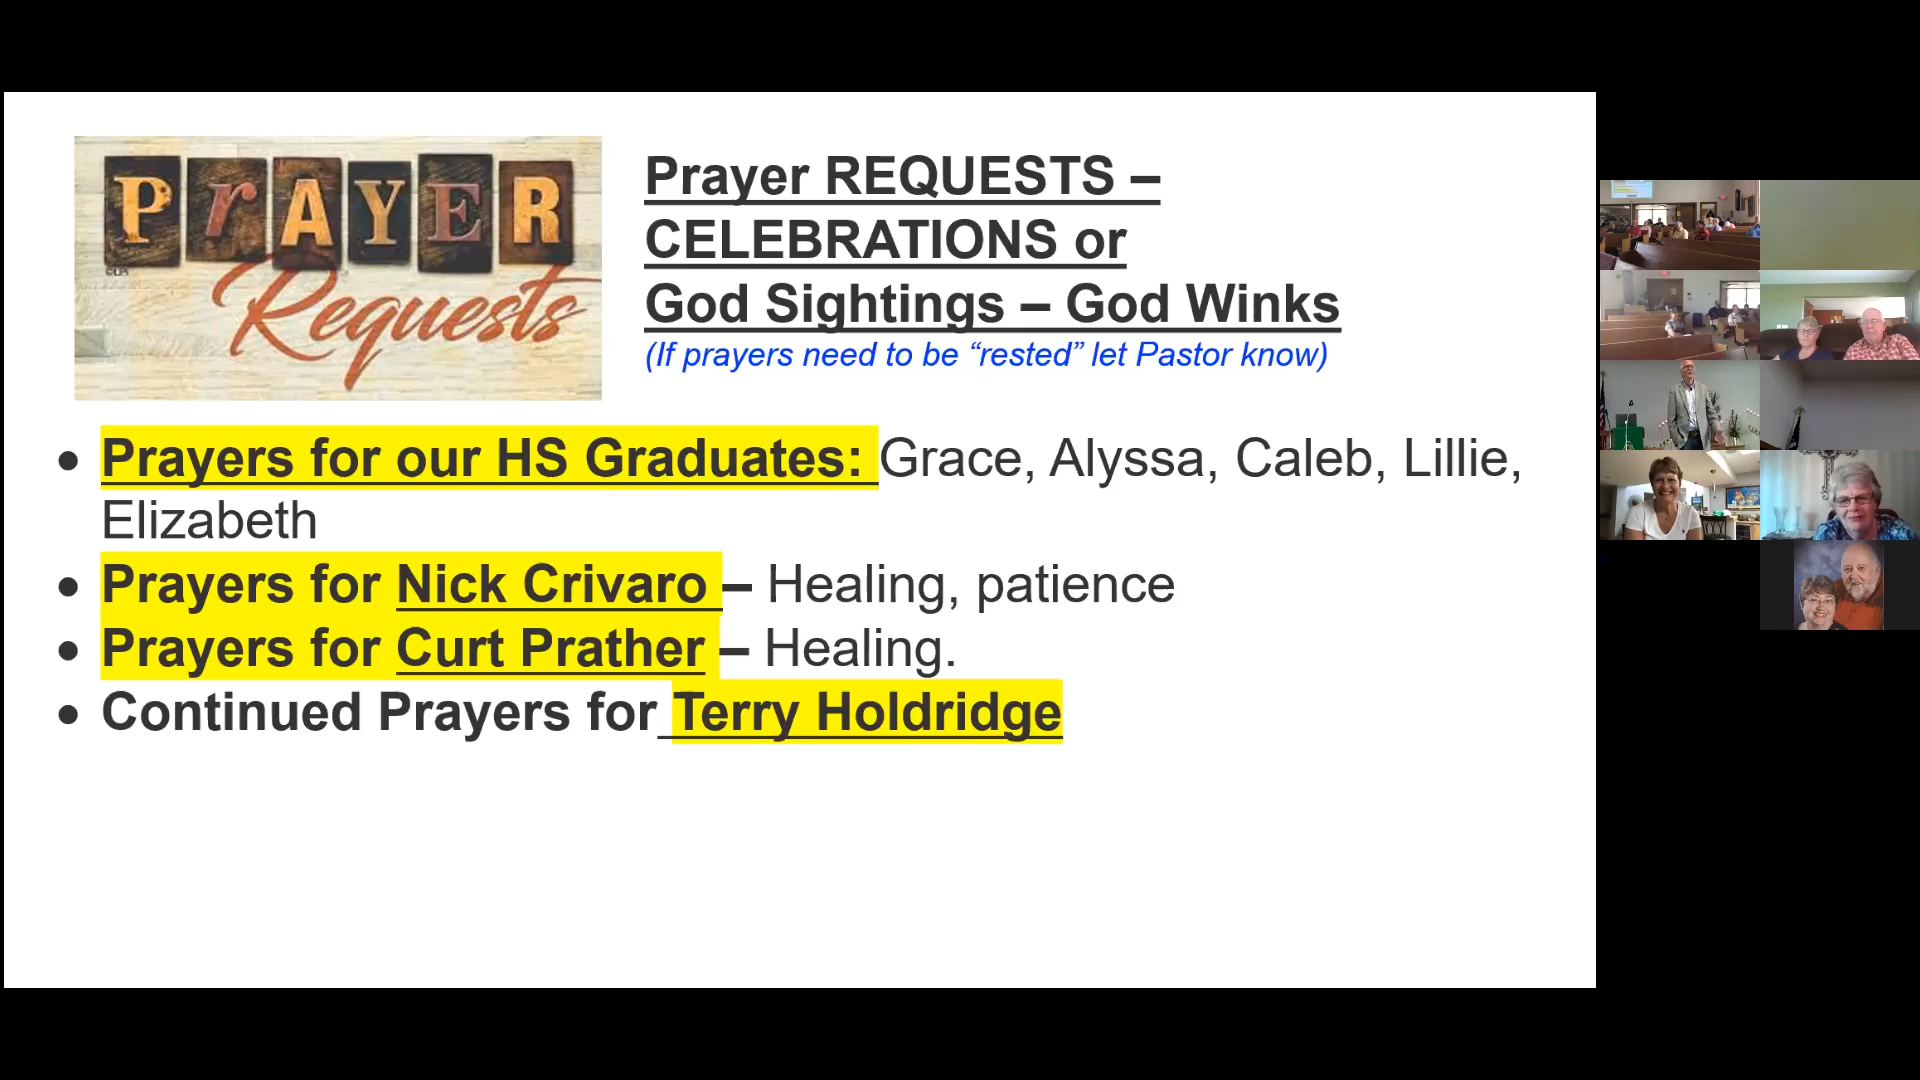 PrAYER
Requests
©LPi
Prayer REQUESTS –
CELEBRATIONS or
God Sightings – God Winks
(If prayers need to be “rested” let Pastor know)
• Prayers for our HS Graduates: Grace, Alyssa, Caleb, Lillie,
Elizabeth
• Prayers for Nick Crivaro – Healing, patience
• Prayers for Curt Prather – Healing.
• Continued Prayers for Terry Holdridge